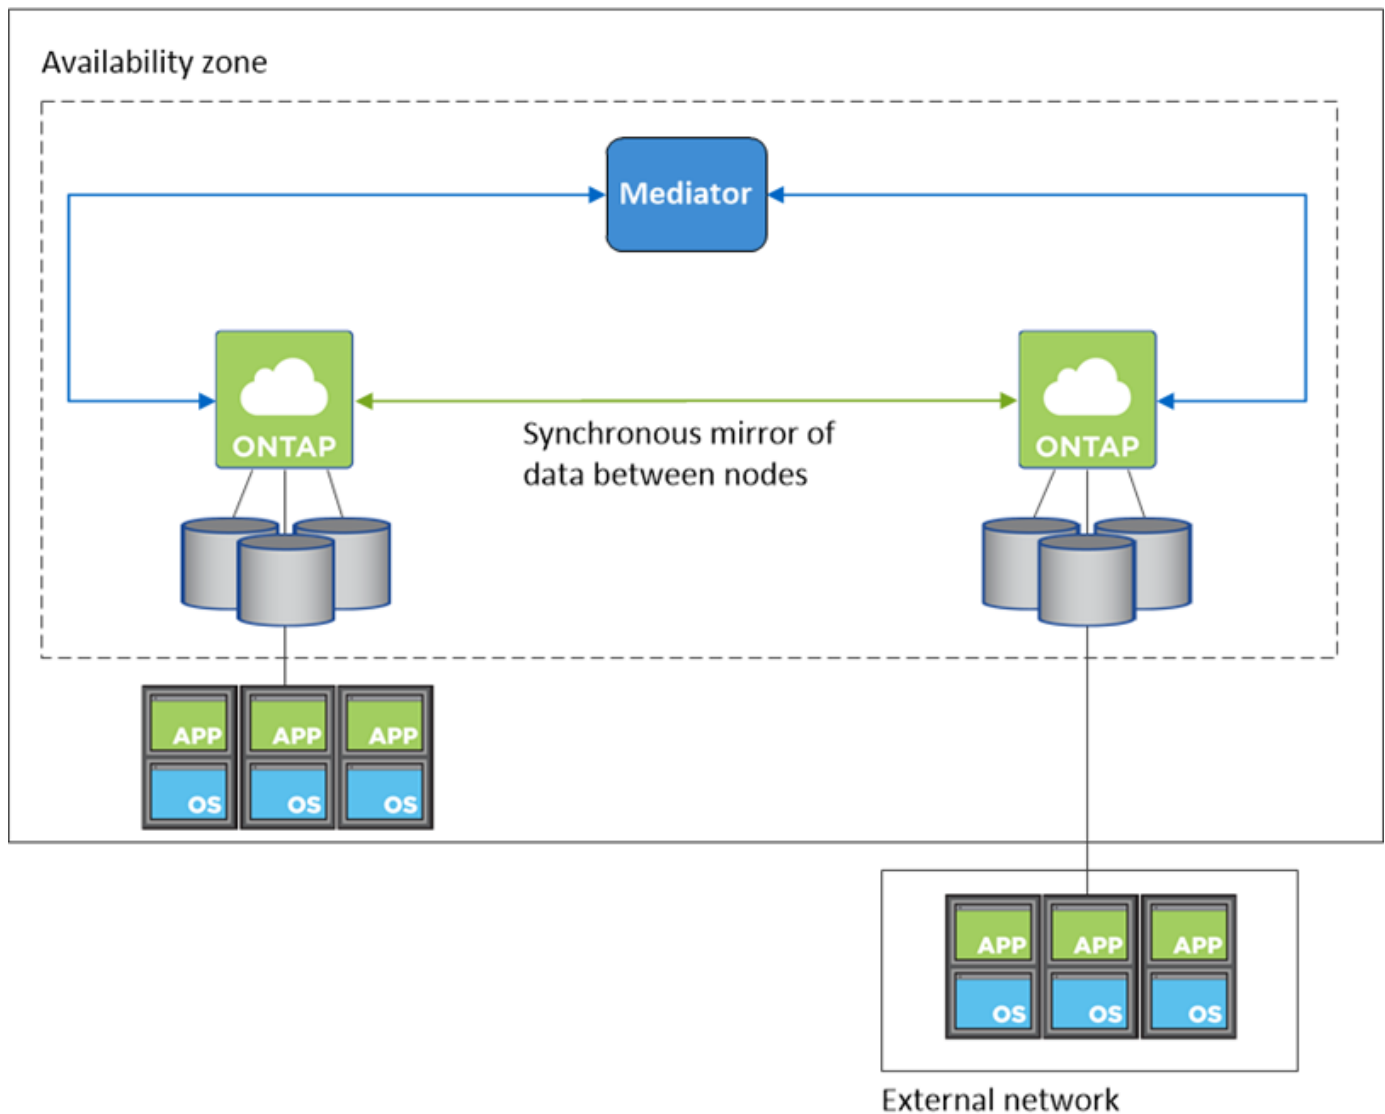 Availability zone
Mediator
ONTAP
ONTAP
Synchronous mirror of
data between nodes
APP APP APP
OS OS OS
APP APP APP
OS OS OS
External network